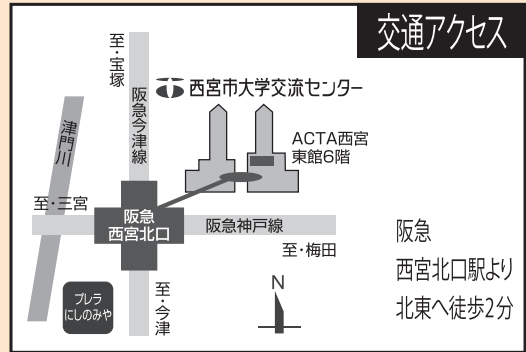 交通アクセス
至・宝塚
西宮市大学交流センター
阪急今津線
津門川
ACTA西宮
東館6階
至・三宮
阪急
西宮北口
阪急神戸線
至・梅田
プレラ
にしのみや
至・今津
N
阪急
西宮北口駅より
北東へ徒歩2分